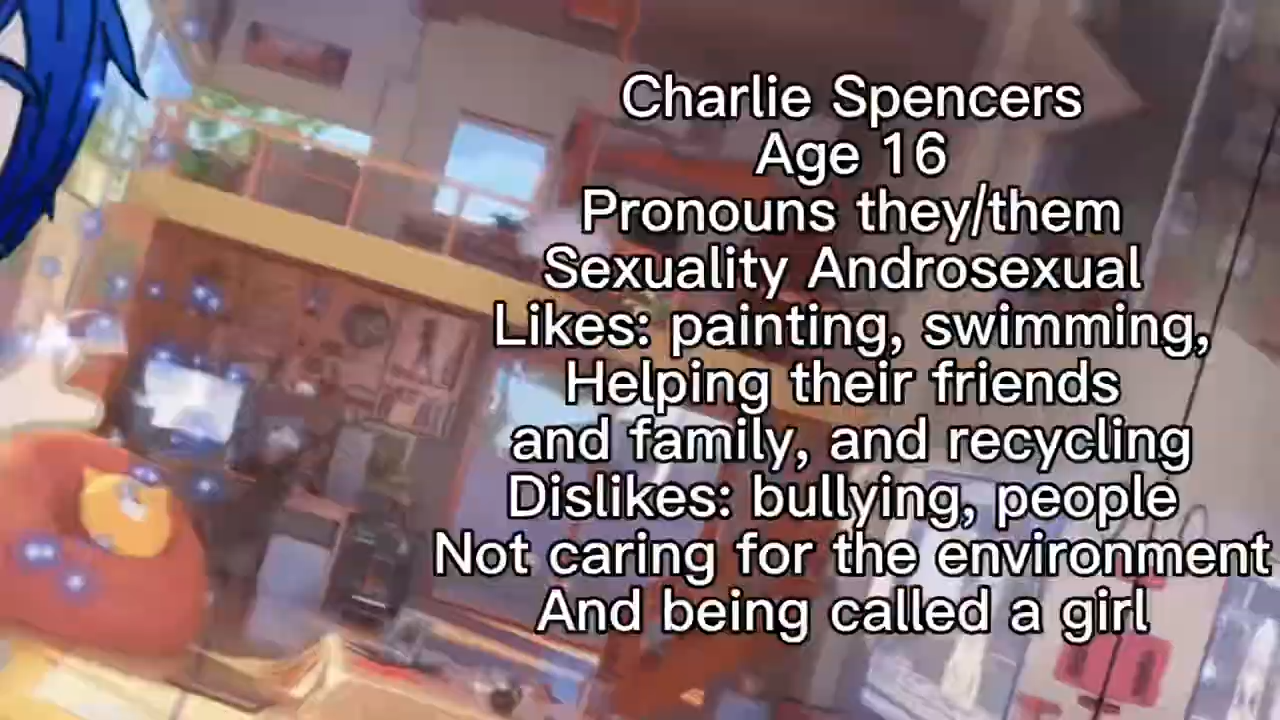 Charlie Spencers
Age 16
Pronouns they/them
Sexuality Androsexual
Likes: painting, swimming,
Helping their friends
and family, and recycling
Dislikes: bullying, people
Not caring for the environment
And being called a girl